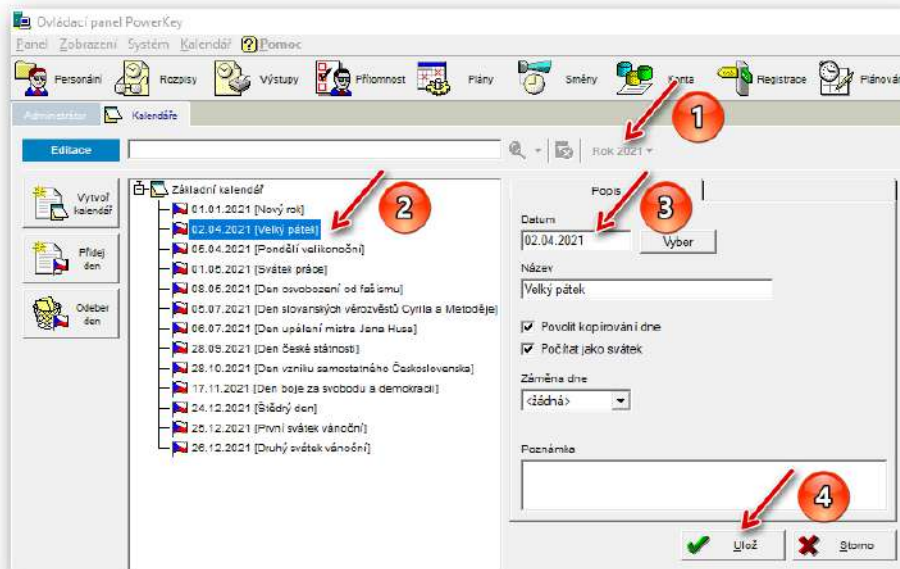 Ovládací panel PowerKey
Panel Zobrazení Systém Kalendář Pomoc
Personální Rozpisy Výstupy Přítomnost Plány Směny Konta Registrace Plánován
Administrátor Kalendáře
1
Editace Rok 2021
Základní kalendář
Vytvoř kalendář
Přidej den
Odeber den
01.01.2021 [Nový rok]
02.04.2021 [Velký pátek]
2
05.04.2021 [Pondělí velikonoční]
01.05.2021 [Svátek práce]
08.05.2021 [Den osvobození od fašismu]
05.07.2021 [Den slovanských věrozvěstů Cyrila a Metoděje]
06.07.2021 [Den upálení mistra Jana Husa]
28.09.2021 [Den české státnosti]
28.10.2021 [Den vzniku samostatného Československa]
17.11.2021 [Den boje za svobodu a demokracii]
24.12.2021 [Štědrý den]
25.12.2021 [První svátek vánoční]
26.12.2021 [Druhý svátek vánoční]
Popis
3
Datum
02.04.2021 Vyber
Název
Velký pátek
Povolit kopírování dne
Počítat jako svátek
Záměna dne
<žádná>
Poznámka
4
Ulož Storno